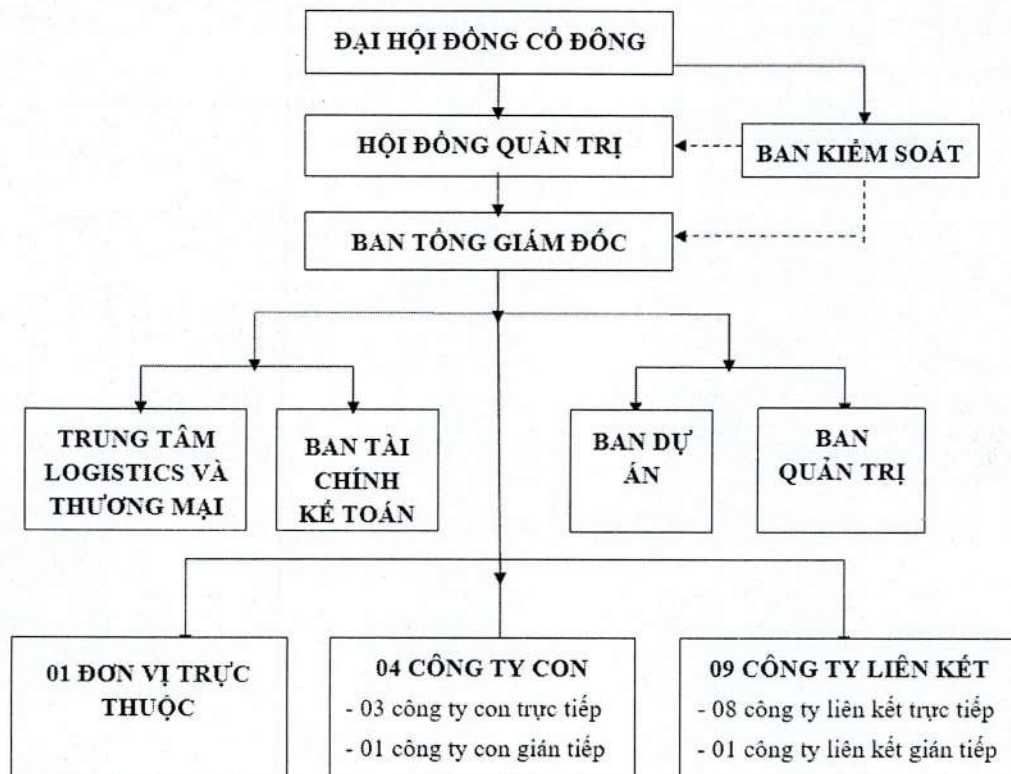 ĐẠI HỘI ĐỒNG CỔ ĐÔNG
HỘI ĐỒNG QUẢN TRỊ
BAN KIỂM SOÁT
BAN TỔNG GIÁM ĐỐC
TRUNG TÂM
LOGISTICS VÀ
THƯƠNG MẠI
BAN TÀI
CHÍNH
KẾ TOÁN
BAN DỰ
ÁN
BAN
QUẢN TRỊ
01 ĐƠN VỊ TRỰC
THUỘC
04 CÔNG TY CON
- 03 công ty con trực tiếp
- 01 công ty con gián tiếp
09 CÔNG TY LIÊN KẾT
- 08 công ty liên kết trực tiếp
- 01 công ty liên kết gián tiếp